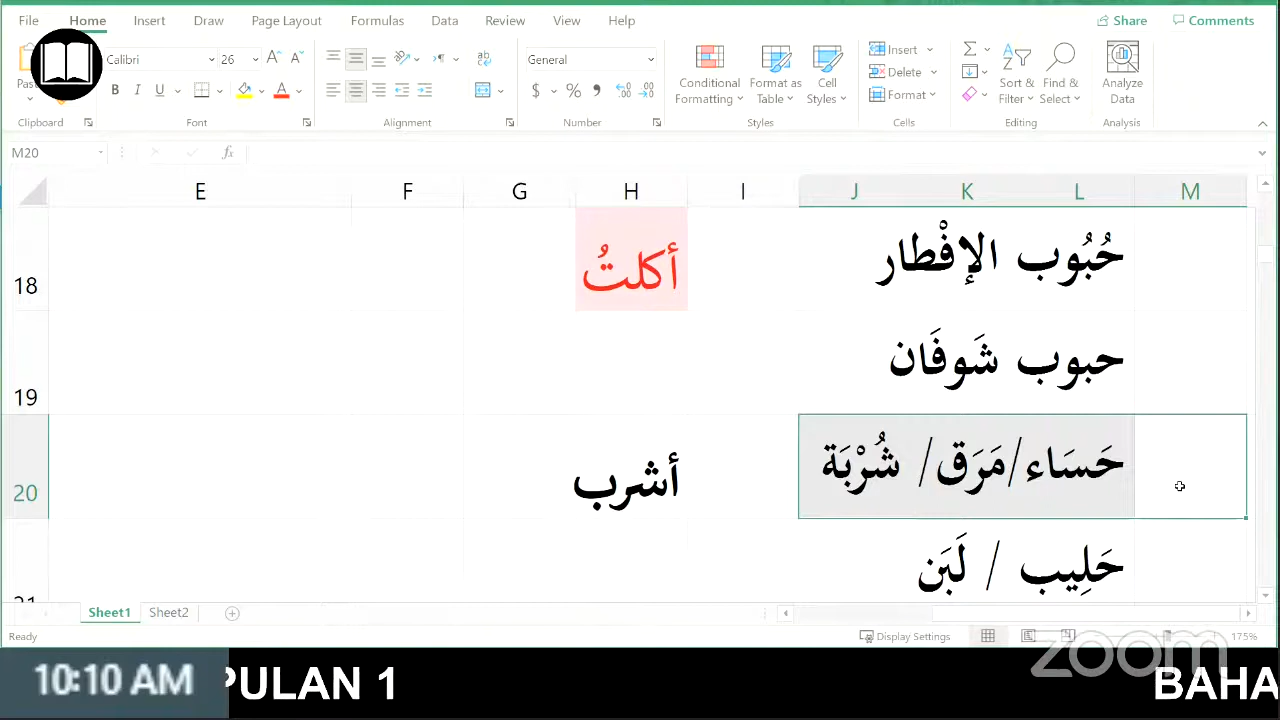 File Home Insert Draw Page Layout Formulas Data Review View Help Share Comments
Calibri 26 General Insert Delete Format
Conditional Formatting Format as Table Cell Styles Sort & Filter Find & Select Analyze Data
Clipboard Font Alignment Number Styles Cells Editing Analysis
M20 fx
E F G H I J K L M
18 أكلتُ حُبُوب الإفْطار
19 حبوب شَوفَان
20 أشرب حَسَاء/مَرَق/ شُرْبَة
21 حَلِيب / لَبَن
Sheet1 Sheet2
Ready Display Settings 175%
zoom
10:10 AM PULAN 1 BAHA